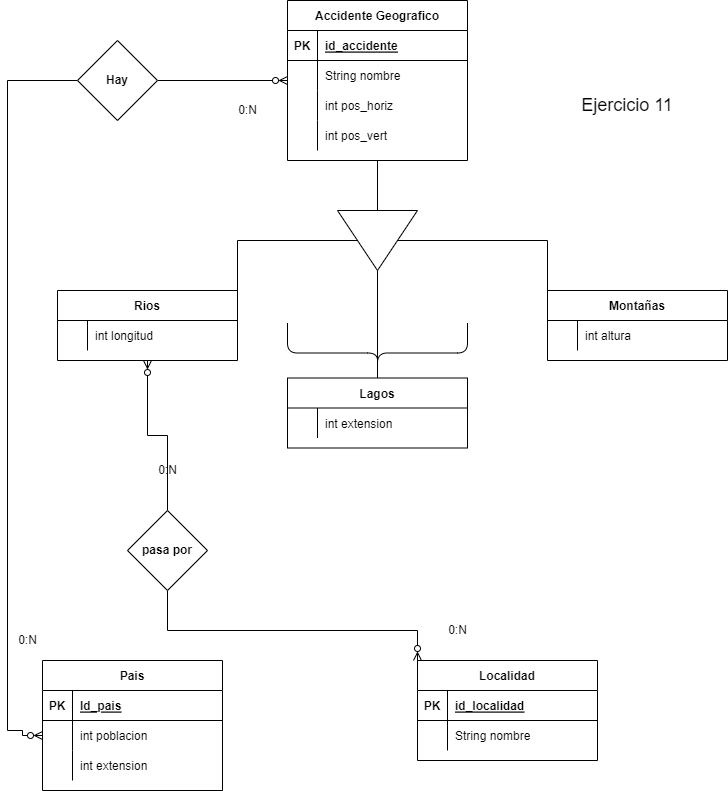 Accidente Geografico
PK id_accidente
String nombre
int pos_horiz
int pos_vert
Hay
0:N
Ejercicio 11
Rios
int longitud
Montañas
int altura
Lagos
int extension
0:N
pasa por
0:N
0:N
Pais
PK Id_pais
int poblacion
int extension
Localidad
PK id_localidad
String nombre